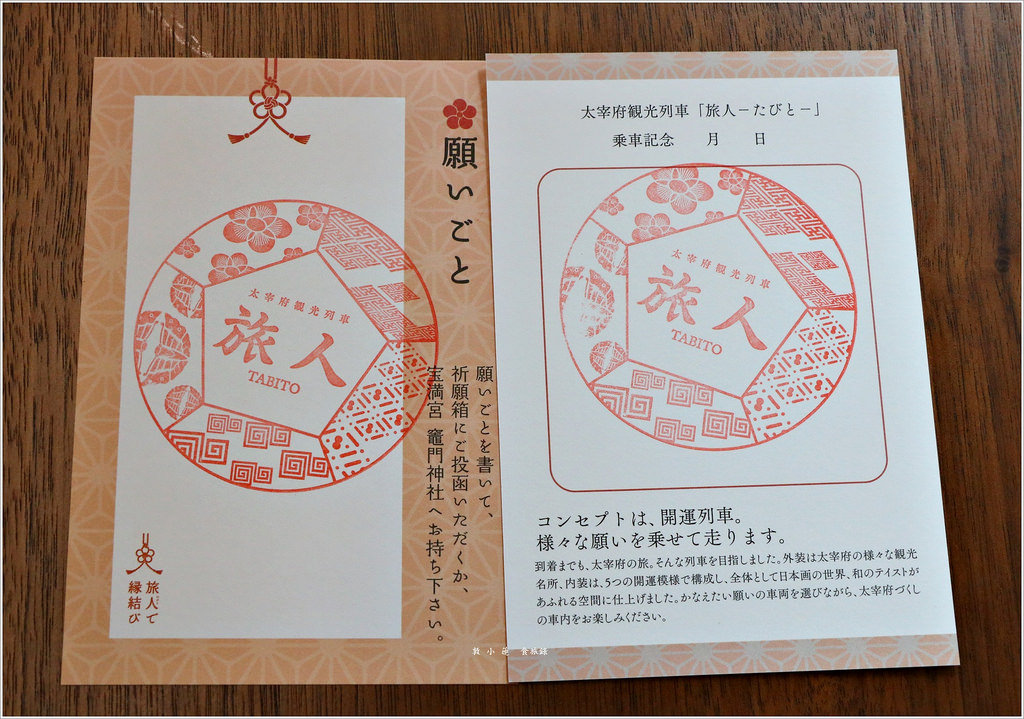 願いごと
願いごとを書いて、
祈願箱にご投函いただくか、
宝満宮 竈門神社へお持ち下さい。
太宰府観光列車
旅人
TABITO
旅人で
縁結び
太宰府観光列車「旅人－たびと－」
乗車記念　月　日
太宰府観光列車
旅人
TABITO
コンセプトは、開運列車。
様々な願いを乗せて走ります。
到着までも、太宰府の旅。そんな列車を目指しました。外装は太宰府の様々な観光
名所、内装は、5つの開運模様で構成し、全体として日本画の世界、和のテイストが
あふれる空間に仕上げました。かなえたい願いの車両を選びながら、太宰府づくし
の車内をお楽しみください。
小 食旅録